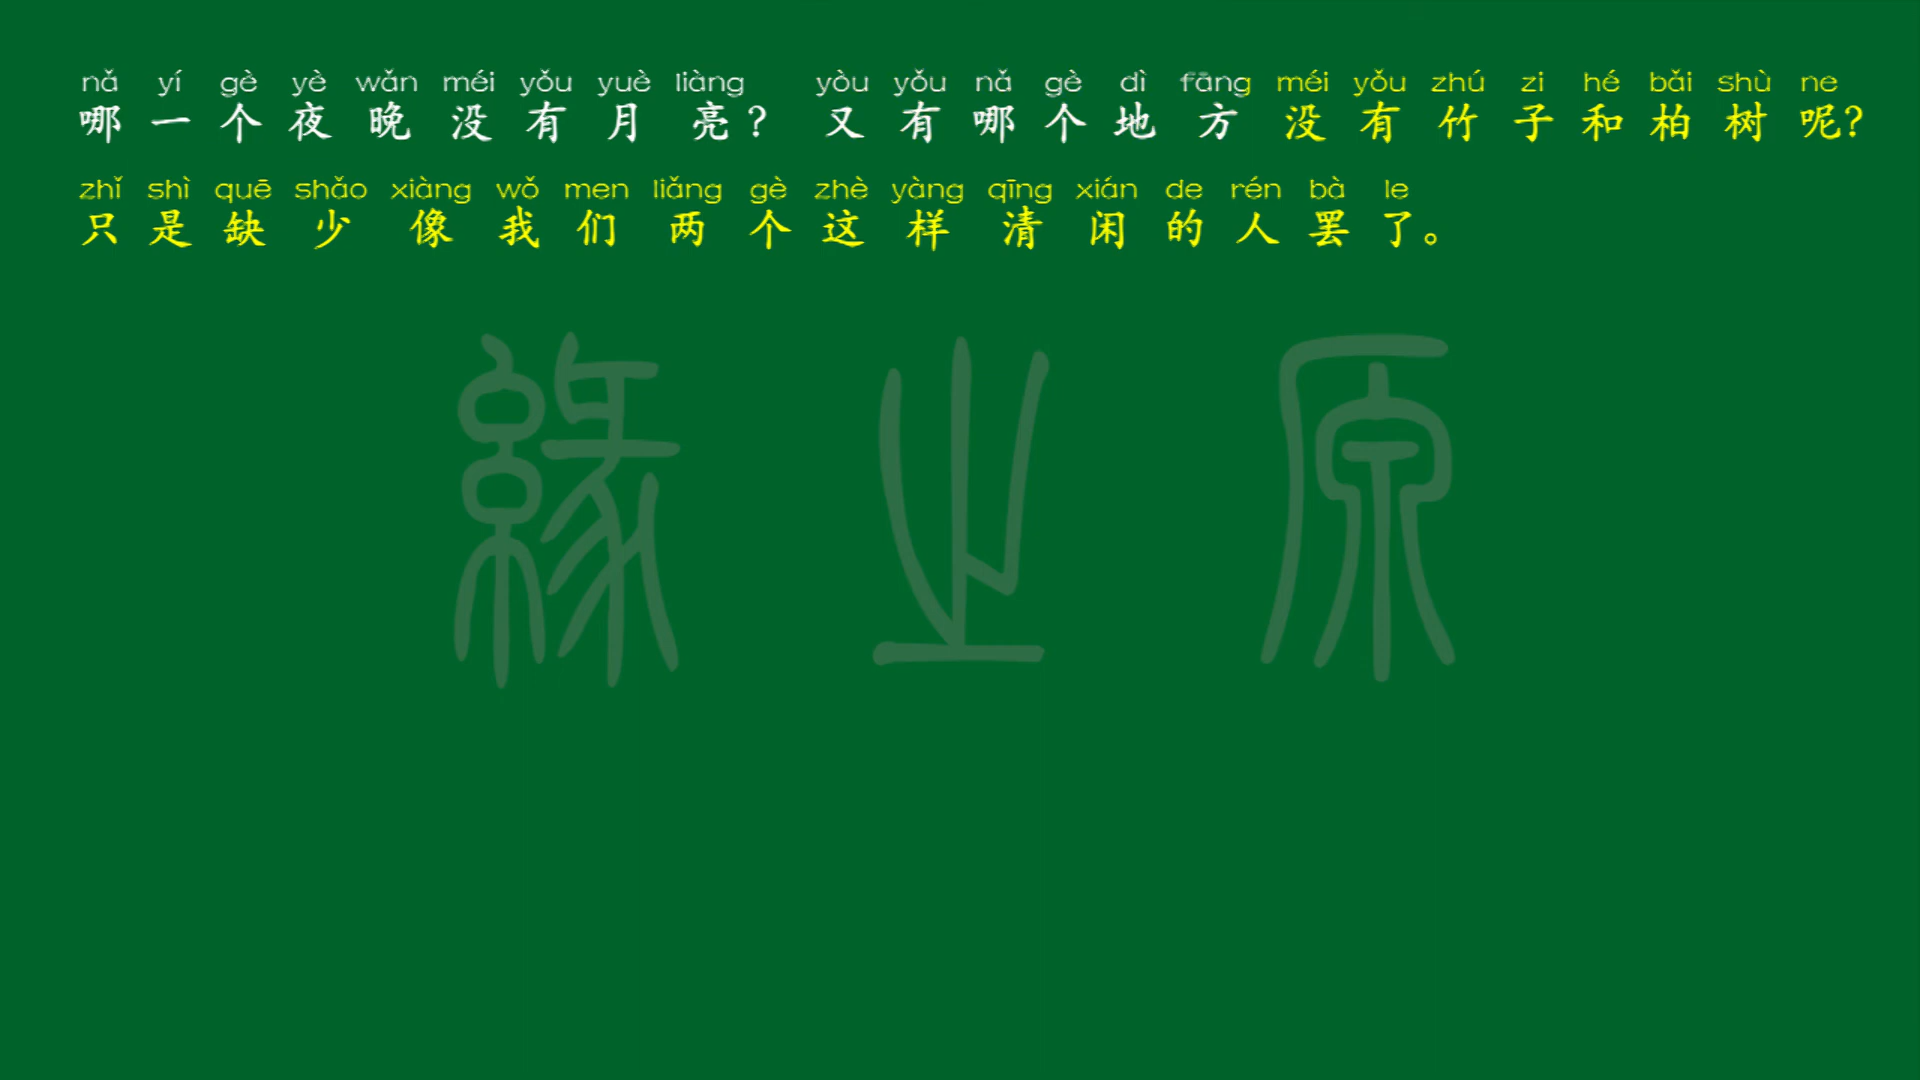 nǎ yí gè yè wǎn méi yǒu yuè liàng yòu yǒu nǎ gè dì fāng méi yǒu zhú zi hé bǎi shù ne
哪一个夜晚没有月亮？又有哪个地方没有竹子和柏树呢？
zhǐ shì quē shǎo xiàng wǒ men liǎng gè zhè yàng qīng xián de rén bà le
只是缺少像我们两个这样清闲的人罢了。
緣业原